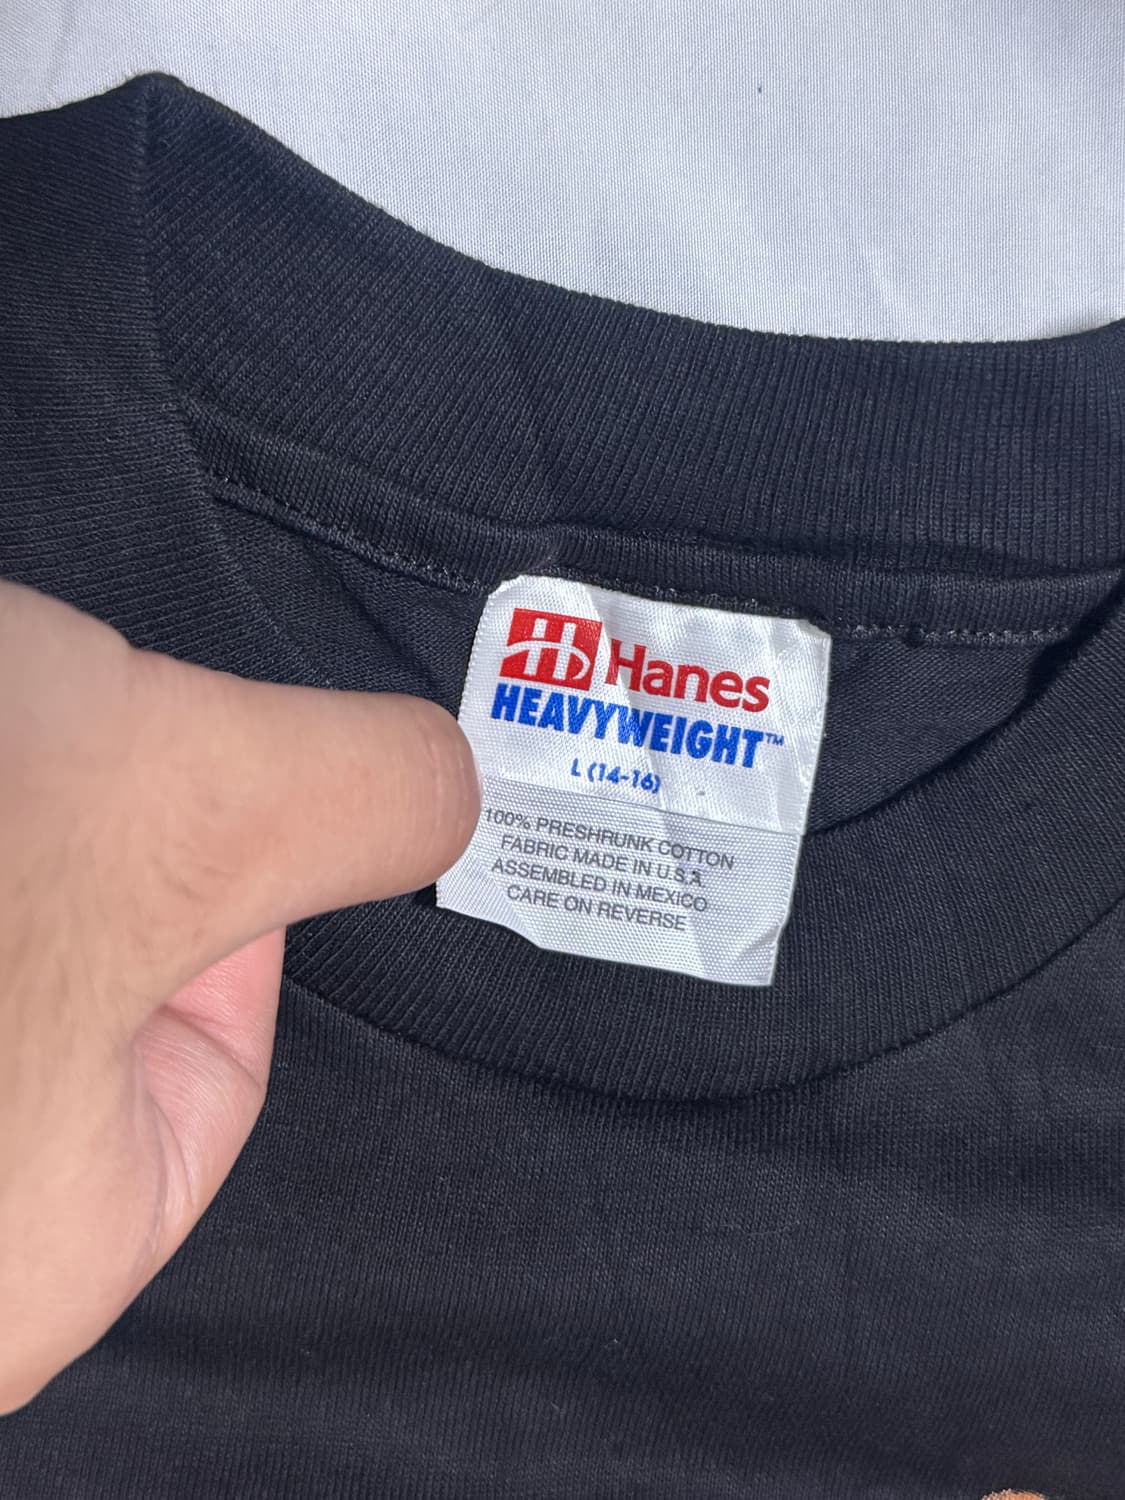 Hanes
HEAVYWEIGHT™
L (14-16)
100% PRESHRUNK COTTON
FABRIC MADE IN U.S.A.
ASSEMBLED IN MEXICO
CARE ON REVERSE